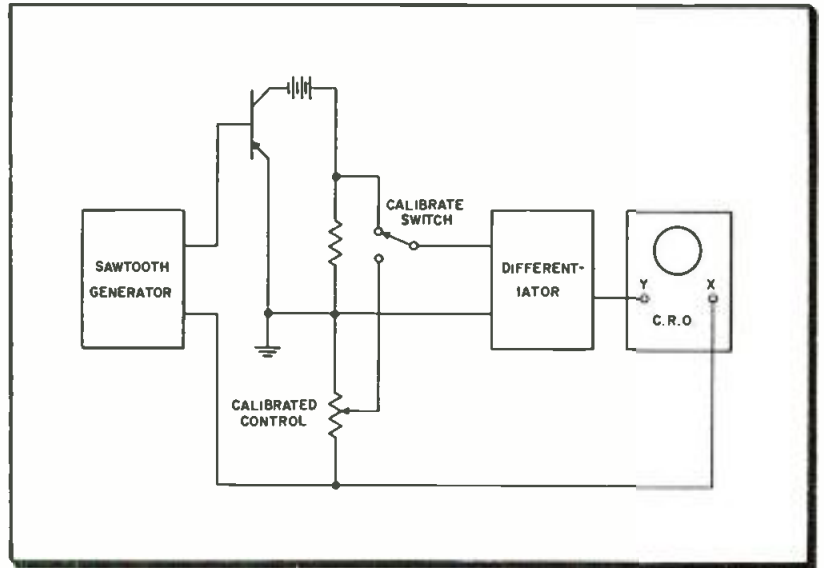 CALIBRATE
SWITCH
SAWTOOTH
GENERATOR
DIFFERENT-
IATOR
Y
X
C.R.O
CALIBRATED
CONTROL